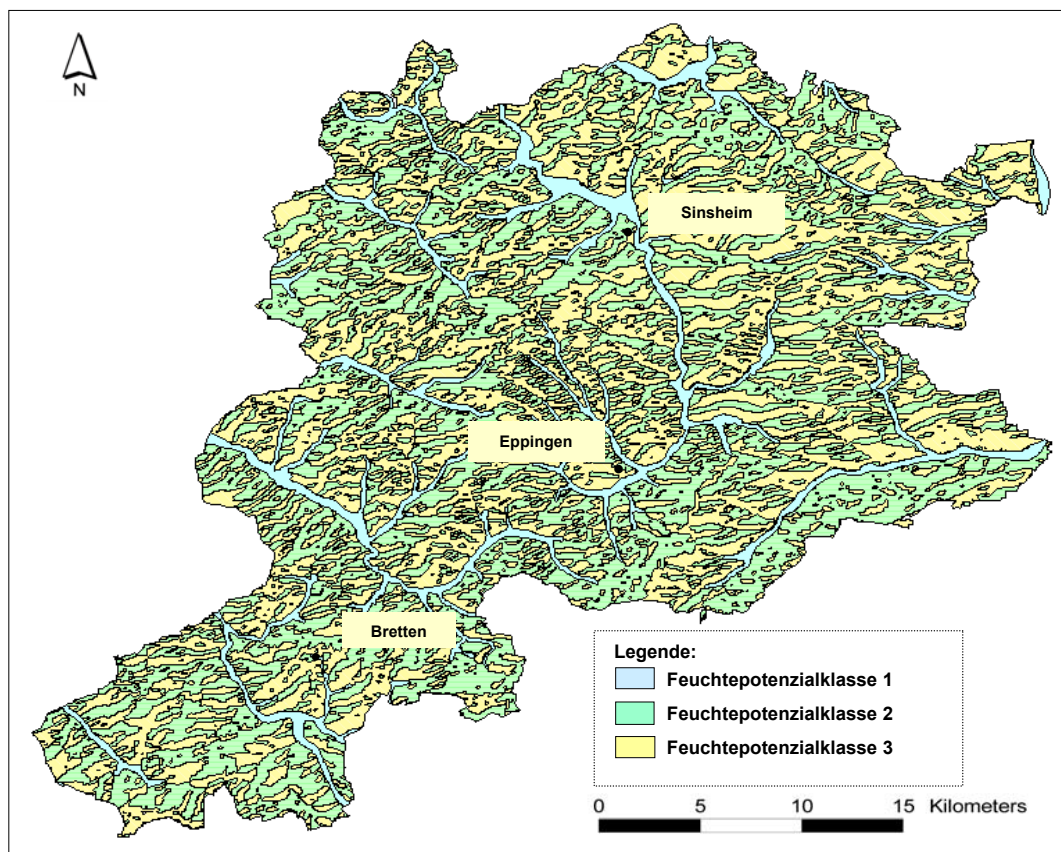 N
Sinsheim
Eppingen
Bretten
Legende:
Feuchtepotenzialklasse 1
Feuchtepotenzialklasse 2
Feuchtepotenzialklasse 3
0 5 10 15 Kilometers